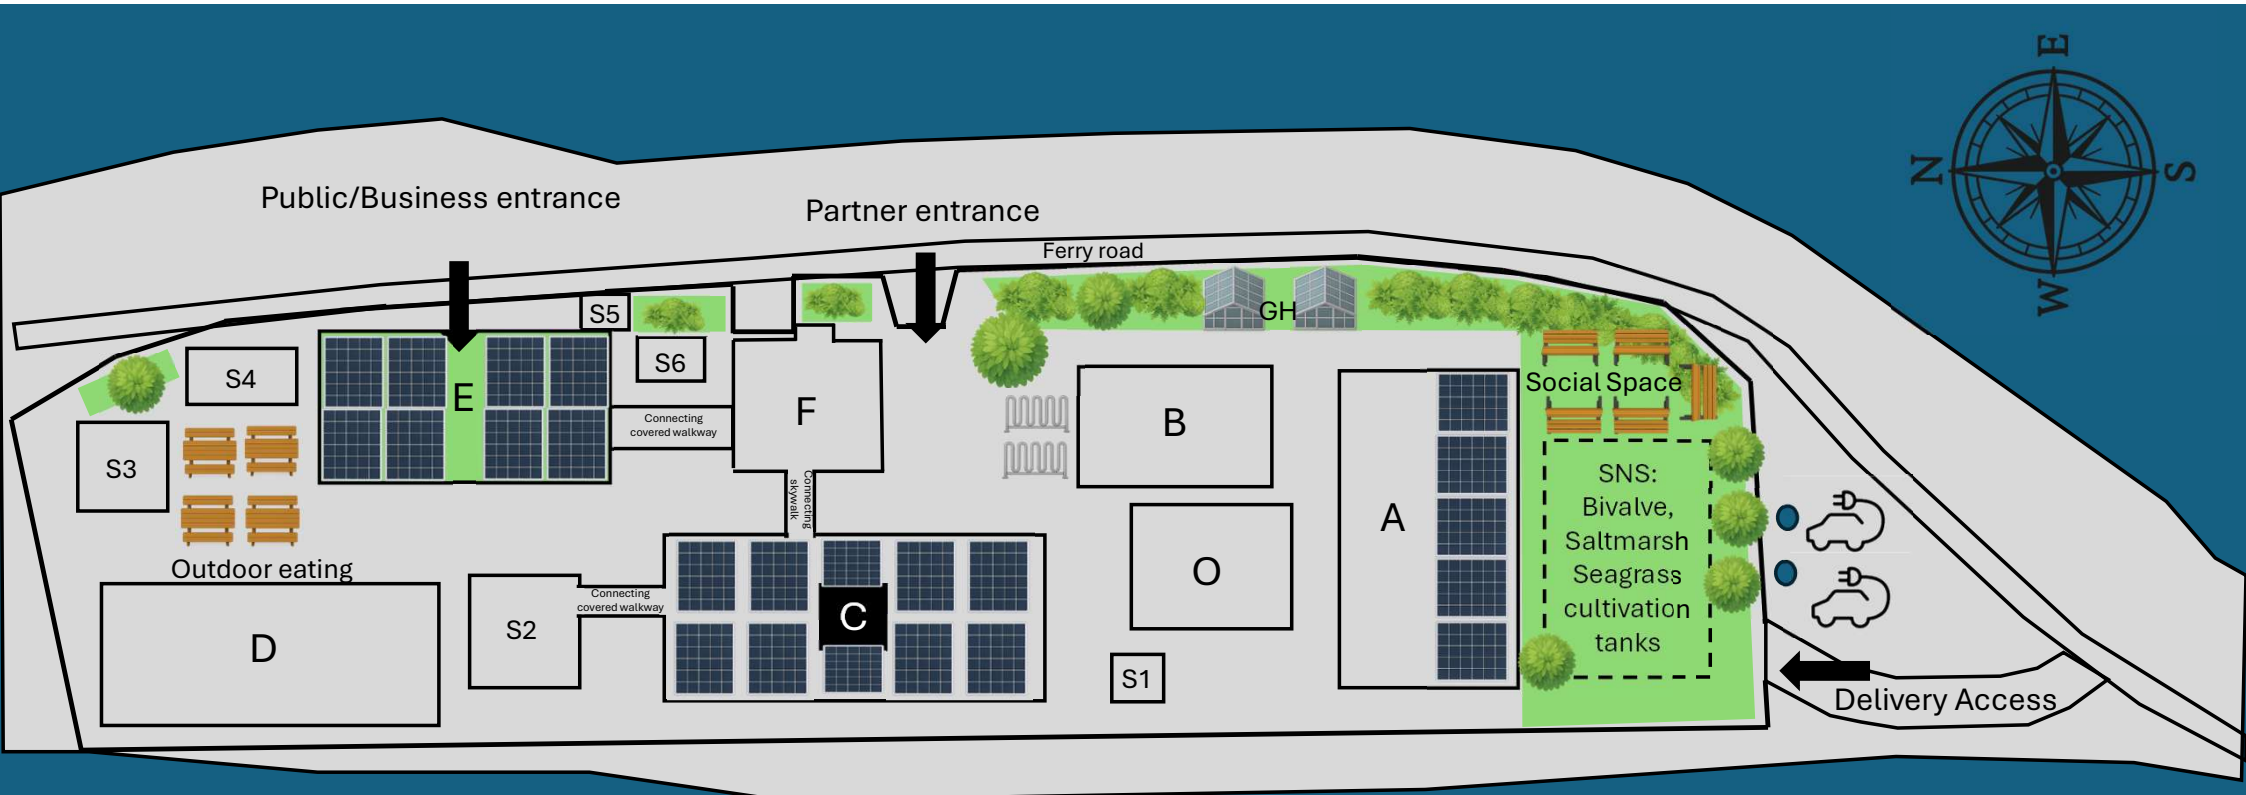 E
N
S
W
Public/Business entrance
Partner entrance
Ferry road
S5
GH
S6
S4
E
F
B
Social Space
Connecting
covered walkway
S3
Connecting
skywalk
A
SNS:
Bivalve,
Saltmarsh
Seagrass
cultivation
tanks
Outdoor eating
O
Connecting
covered walkway
C
S2
D
S1
Delivery Access